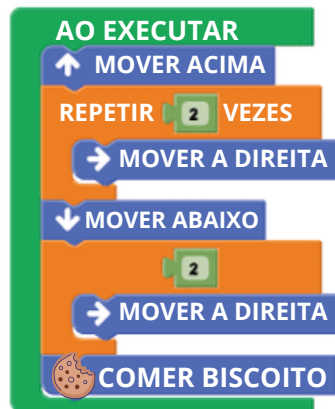 AO EXECUTAR
MOVER ACIMA
REPETIR 2 VEZES
MOVER A DIREITA
MOVER ABAIXO
2
MOVER A DIREITA
COMER BISCOITO